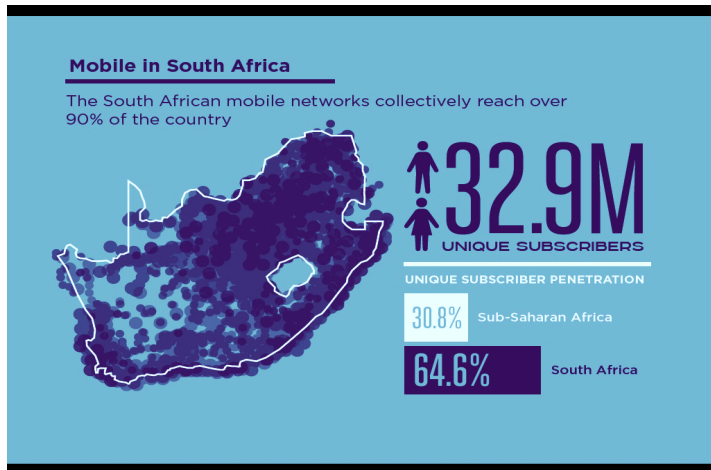 Mobile in South Africa
The South African mobile networks collectively reach over
90% of the country
32.9M
UNIQUE SUBSCRIBERS
UNIQUE SUBSCRIBER PENETRATION
30.8% Sub-Saharan Africa
64.6% South Africa